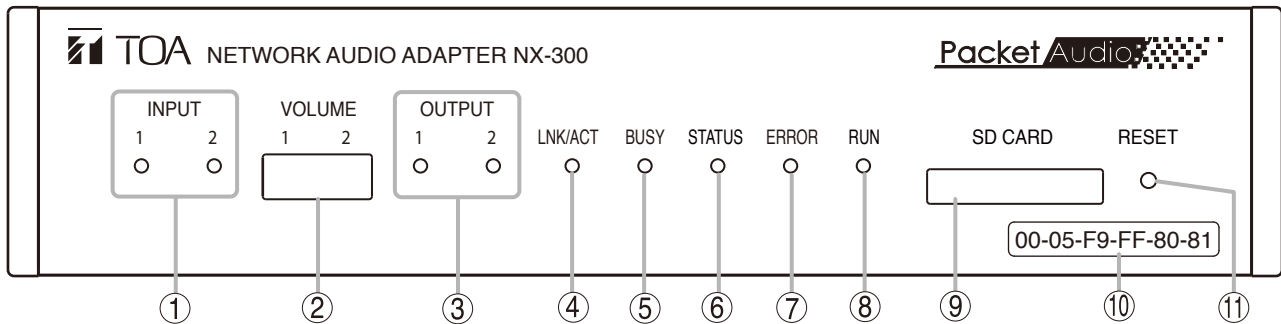 TOA NETWORK AUDIO ADAPTER NX-300
Packet Audio
INPUT VOLUME OUTPUT
1 2 1 2 1 2
LNK/ACT BUSY STATUS ERROR RUN SD CARD RESET
00-05-F9-FF-80-81
① ② ③ ④ ⑤ ⑥ ⑦ ⑧ ⑨ ⑩ ⑪